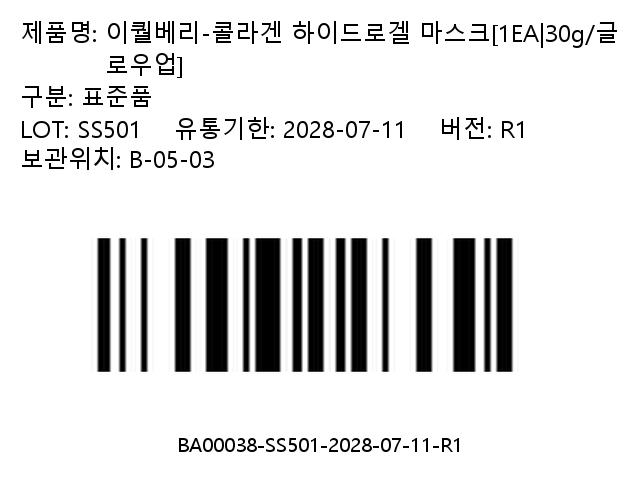 제품명: 이퀄베리-콜라겐 하이드로겔 마스크[1EA|30g/글
로우업]
구분: 표준품
LOT: SS501 유통기한: 2028-07-11 버전: R1
보관위치: B-05-03
BA00038-SS501-2028-07-11-R1